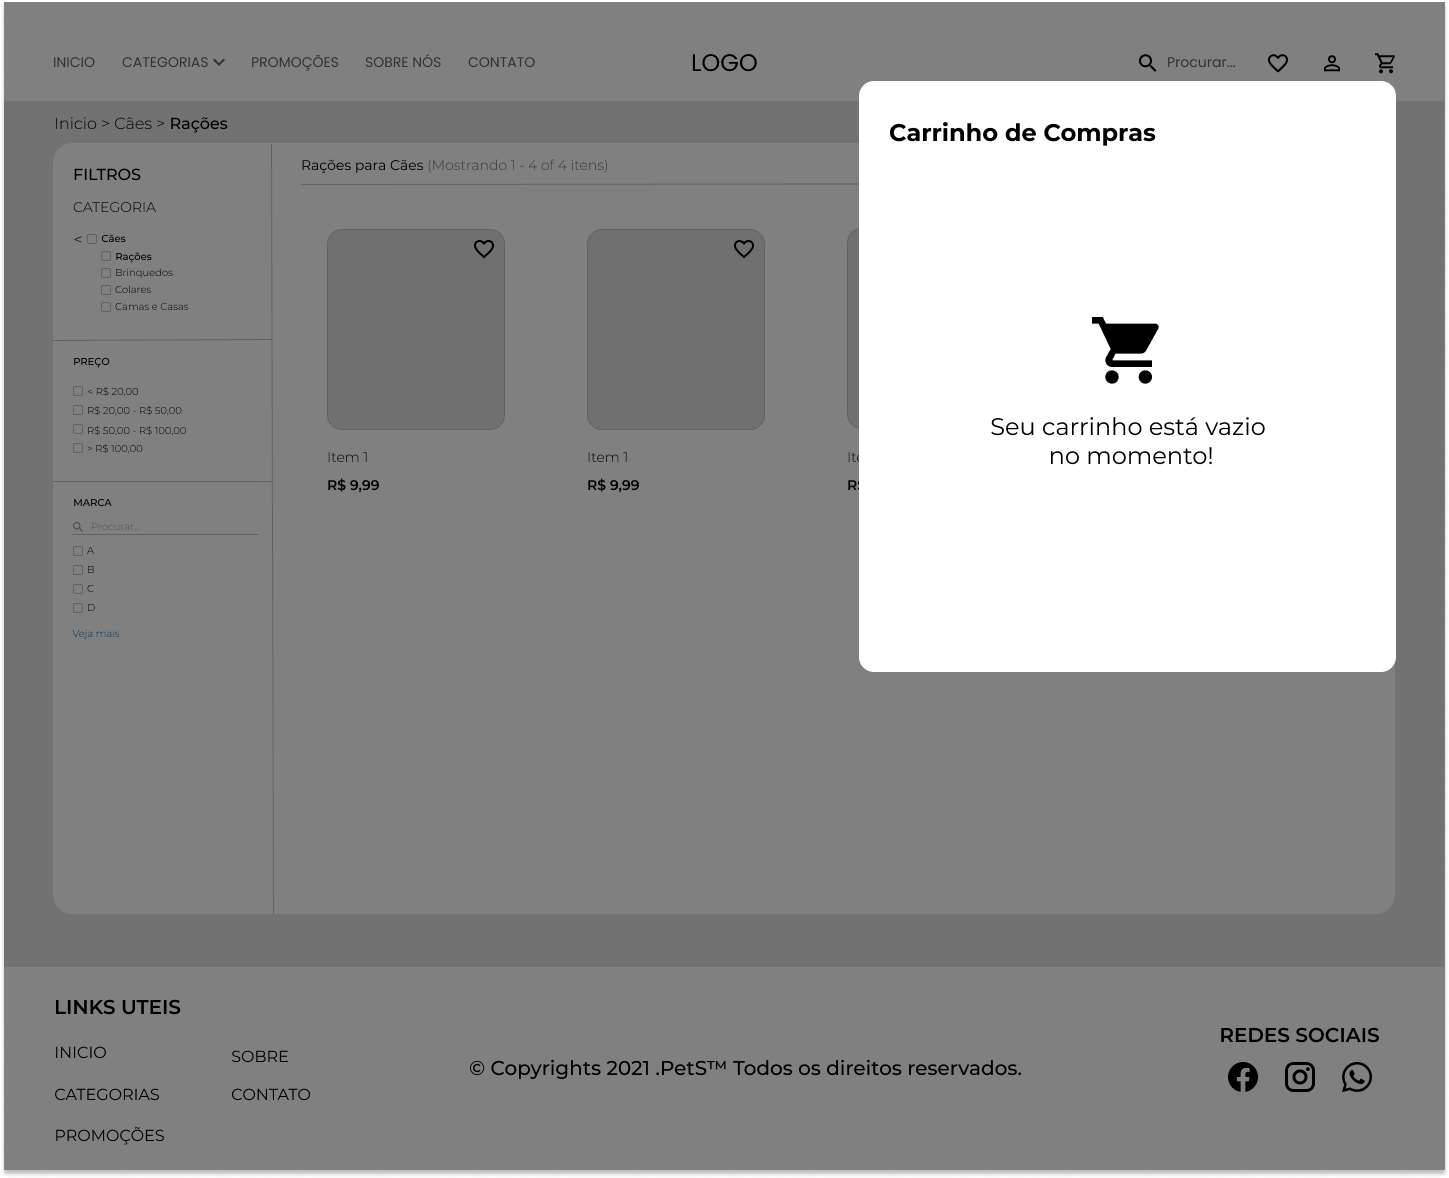 INICIO CATEGORIAS PROMOÇÕES SOBRE NÓS CONTATO LOGO Procurar...
Inicio > Cães > Rações
Carrinho de Compras
Seu carrinho está vazio
no momento!
FILTROS
CATEGORIA
< Cães
Rações
Brinquedos
Colares
Camas e Casas
PREÇO
< R$ 20,00
R$ 20,00 - R$ 50,00
R$ 50,00 - R$ 100,00
> R$ 100,00
MARCA
Procurar...
A
B
C
D
Veja mais
Rações para Cães (Mostrando 1 - 4 of 4 itens)
Item 1
R$ 9,99
Item 1
R$ 9,99
LINKS UTEIS
INICIO
CATEGORIAS
PROMOÇÕES
SOBRE
CONTATO
© Copyrights 2021 .PetS™ Todos os direitos reservados.
REDES SOCIAIS